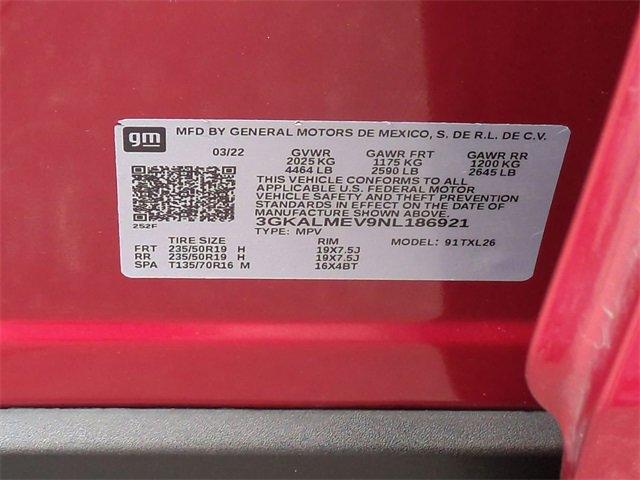 gm
MFD BY GENERAL MOTORS DE MEXICO, S. DE R.L. DE C.V.
03/22 GVWR GAWR FRT GAWR RR
2025 KG 1175 KG 1200 KG
4464 LB 2590 LB 2645 LB
THIS VEHICLE CONFORMS TO ALL
APPLICABLE U.S. FEDERAL MOTOR
VEHICLE SAFETY AND THEFT PREVENTION
STANDARDS IN EFFECT ON THE DATE OF
MANUFACTURE SHOWN ABOVE.
252F 3GKALMEV9NL186921
TYPE: MPV
TIRE SIZE RIM MODEL: 91TXL26
FRT 235/50R19 H 19X7.5J
RR 235/50R19 H 19X7.5J
SPA T135/70R16 M 16X4BT